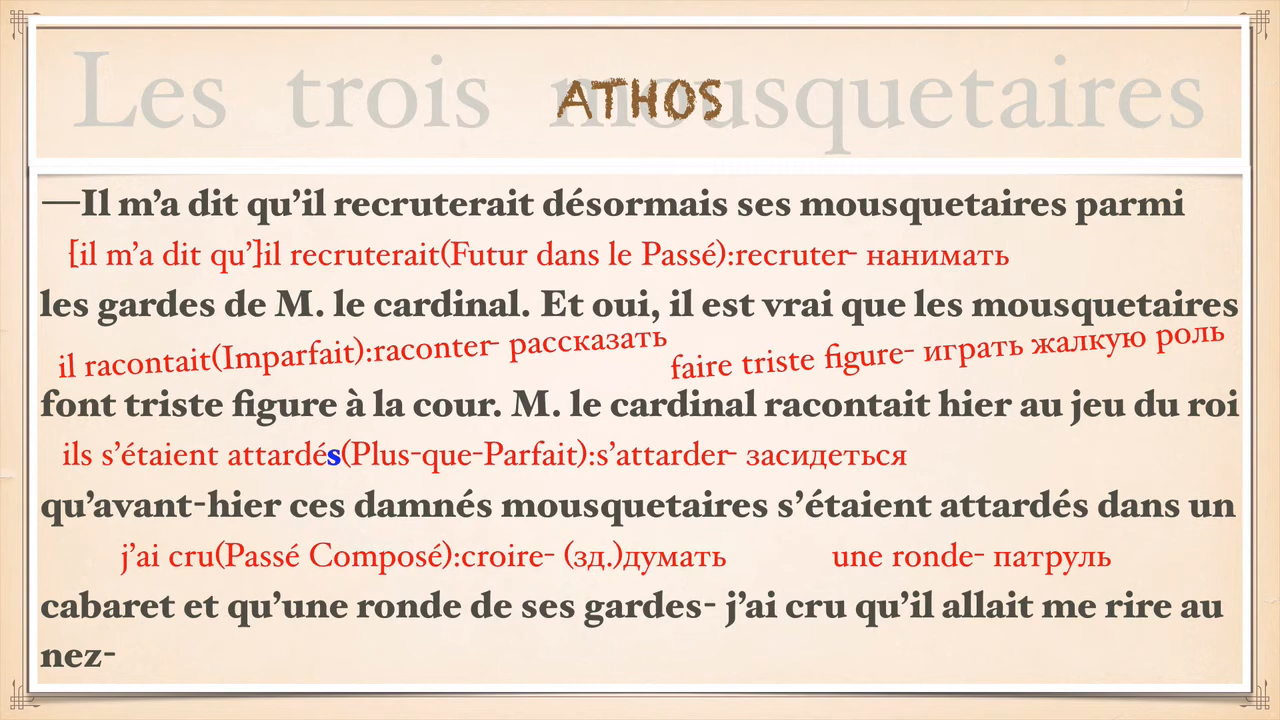 Les trois mousquetaires
ATHOS
—Il m’a dit qu’il recruterait désormais ses mousquetaires parmi
[il m’a dit qu’]il recruterait(Futur dans le Passé):recruter- нанимать
les gardes de M. le cardinal. Et oui, il est vrai que les mousquetaires
il racontait(Imparfait):raconter- рассказать
faire triste figure- играть жалкую роль
font triste figure à la cour. M. le cardinal racontait hier au jeu du roi
ils s’étaient attardés(Plus-que-Parfait):s’attarder- засидеться
qu’avant-hier ces damnés mousquetaires s’étaient attardés dans un
j’ai cru(Passé Composé):croire- (зд.)думать une ronde- патруль
cabaret et qu’une ronde de ses gardes- j’ai cru qu’il allait me rire au
nez-